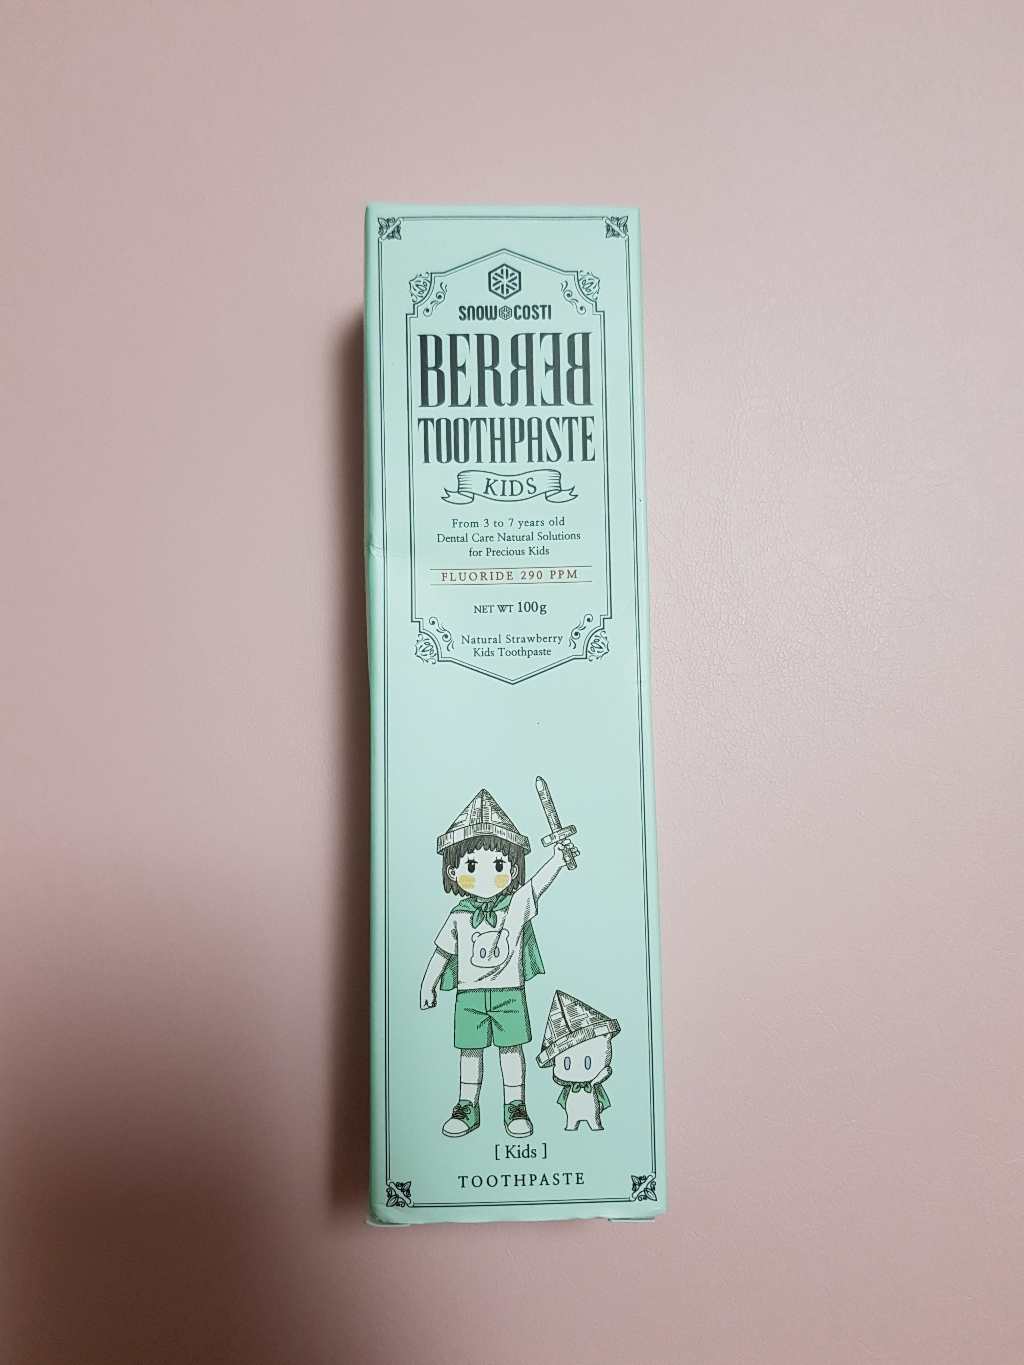 SNOW COSTI
BERЯƎB
TOOTHPASTE
KIDS
From 3 to 7 years old
Dental Care Natural Solutions
for Precious Kids
FLUORIDE 290 PPM
NET WT 100g
Natural Strawberry
Kids Toothpaste
[ Kids ]
TOOTHPASTE